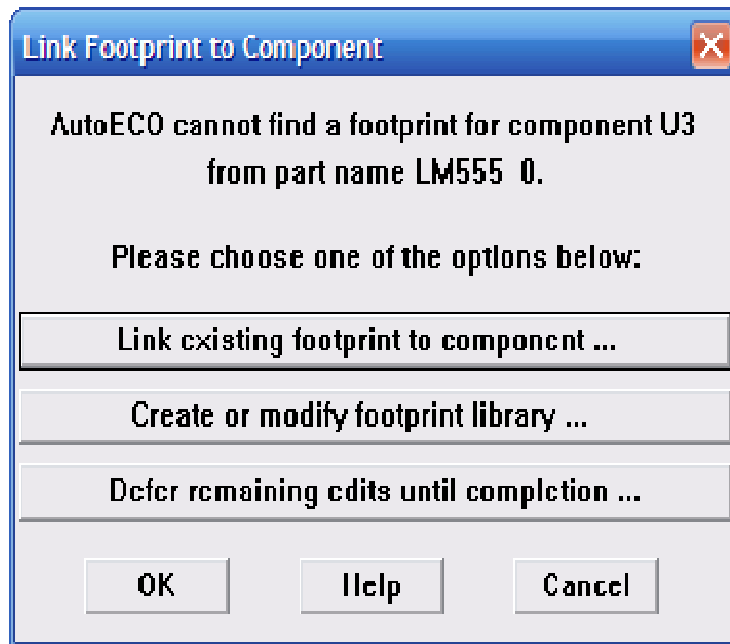 Link Footprint to Component
AutoECO cannot find a footprint for component U3
from part name LM555_0.
Please choose one of the options below:
Link existing footprint to component ...
Create or modify footprint library ...
Defer remaining edits until completion ...
OK Help Cancel